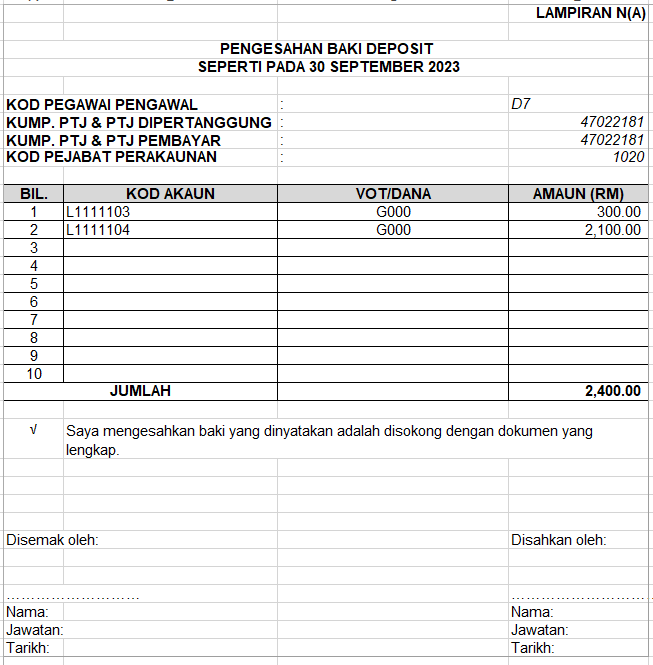 LAMPIRAN N(A)
PENGESAHAN BAKI DEPOSIT
SEPERTI PADA 30 SEPTEMBER 2023
KOD PEGAWAI PENGAWAL : D7
KUMP. PTJ & PTJ DIPERTANGGUNG : 47022181
KUMP. PTJ & PTJ PEMBAYAR : 47022181
KOD PEJABAT PERAKAUNAN : 1020
BIL. KOD AKAUN VOT/DANA AMAUN (RM)
1 L1111103 G000 300.00
2 L1111104 G000 2,100.00
3
4
5
6
7
8
9
10
JUMLAH 2,400.00
√ Saya mengesahkan baki yang dinyatakan adalah disokong dengan dokumen yang
lengkap.
Disemak oleh: Disahkan oleh:
……………………… ………………………
Nama: Nama:
Jawatan: Jawatan:
Tarikh: Tarikh: